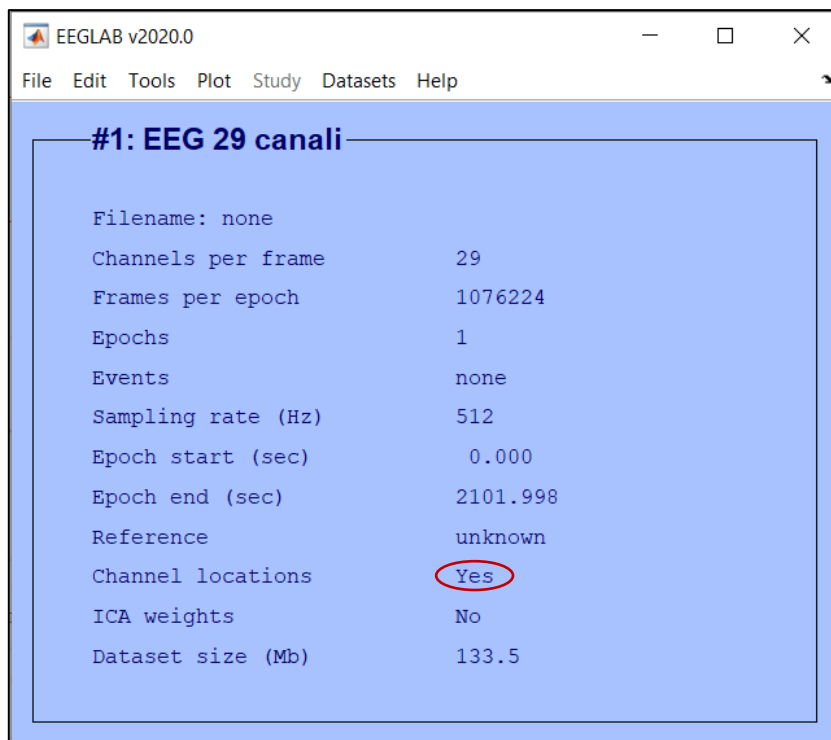 EEGLAB v2020.0
File Edit Tools Plot Study Datasets Help
#1: EEG 29 canali
Filename: none
Channels per frame 29
Frames per epoch 1076224
Epochs 1
Events none
Sampling rate (Hz) 512
Epoch start (sec) 0.000
Epoch end (sec) 2101.998
Reference unknown
Channel locations Yes
ICA weights No
Dataset size (Mb) 133.5